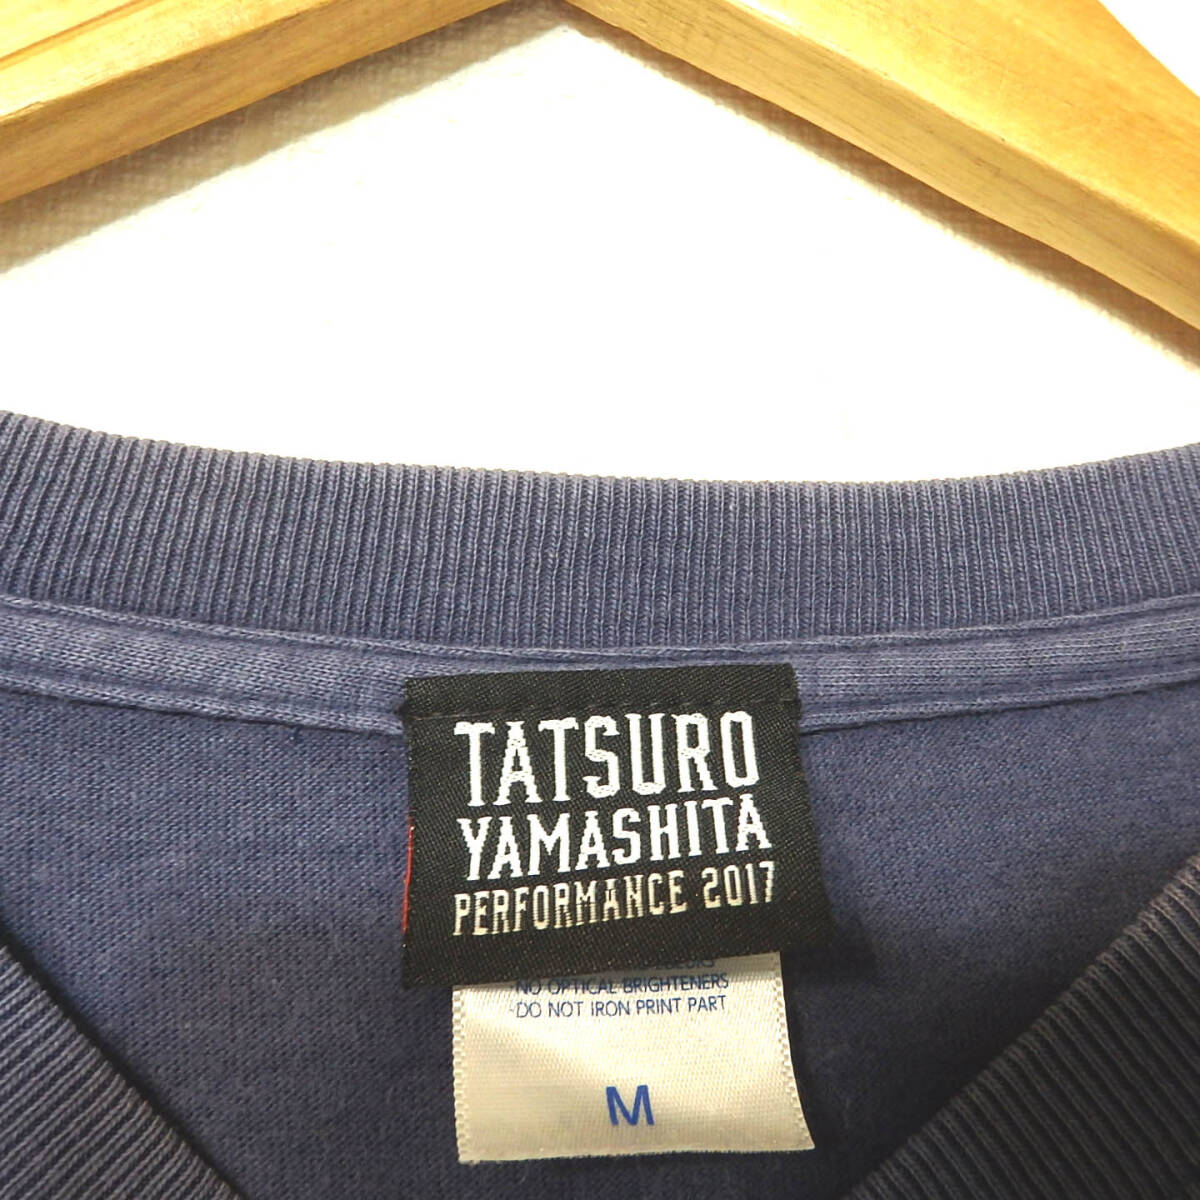 TATSURO
YAMASHITA
PERFORMANCE 2017
-NO OPTICAL BRIGHTENERS
-DO NOT IRON PRINT PART
M